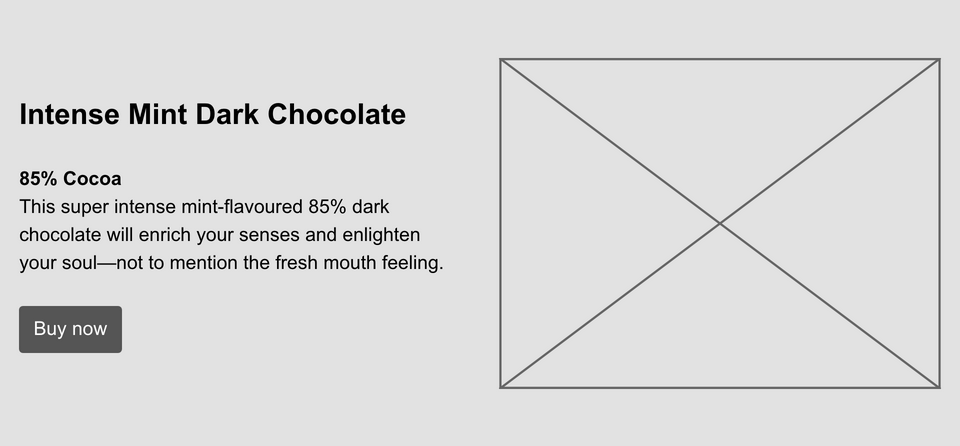 Intense Mint Dark Chocolate
85% Cocoa
This super intense mint-flavoured 85% dark
chocolate will enrich your senses and enlighten
your soul—not to mention the fresh mouth feeling.
Buy now